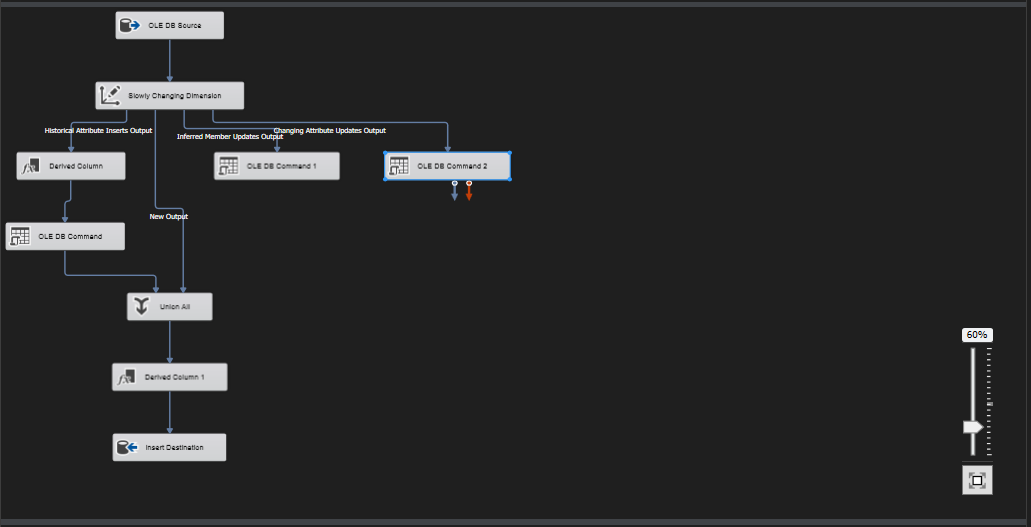 OLE DB Source
Slowly Changing Dimension
Historical Attribute Inserts Output
Inferred Member Updates Output
Changing Attribute Updates Output
Derived Column
OLE DB Command 1
OLE DB Command 2
New Output
OLE DB Command
Union All
60%
Derived Column 1
Insert Destination